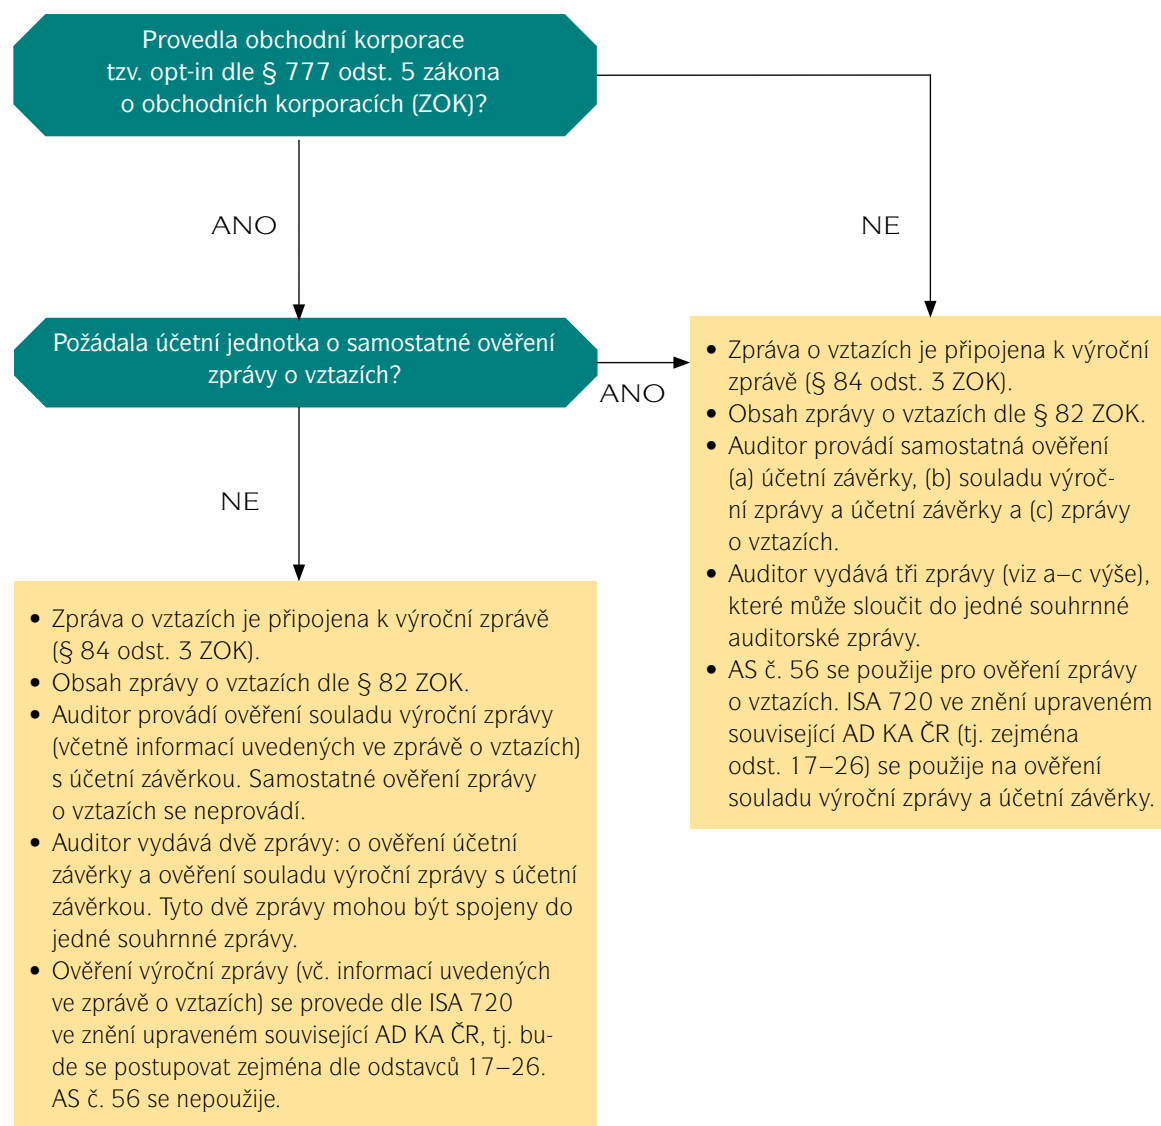 Provedla obchodní korporace
tzv. opt-in dle § 777 odst. 5 zákona
o obchodních korporacích (ZOK)?
ANO
NE
Požádala účetní jednotka o samostatné ověření
zprávy o vztazích?
ANO
NE
• Zpráva o vztazích je připojena k výroční
zprávě (§ 84 odst. 3 ZOK).
• Obsah zprávy o vztazích dle § 82 ZOK.
• Auditor provádí samostatná ověření
(a) účetní závěrky, (b) souladu výroč-
ní zprávy a účetní závěrky a (c) zprávy
o vztazích.
• Auditor vydává tři zprávy (viz a–c výše),
které může sloučit do jedné souhrnné
auditorské zprávy.
• AS č. 56 se použije pro ověření zprávy
o vztazích. ISA 720 ve znění upraveném
související AD KA ČR (tj. zejména
odst. 17–26) se použije na ověření
souladu výroční zprávy a účetní závěrky.
• Zpráva o vztazích je připojena k výroční zprávě
(§ 84 odst. 3 ZOK).
• Obsah zprávy o vztazích dle § 82 ZOK.
• Auditor provádí ověření souladu výroční zprávy
(včetně informací uvedených ve zprávě o vztazích)
s účetní závěrkou. Samostatné ověření zprávy
o vztazích se neprovádí.
• Auditor vydává dvě zprávy: o ověření účetní
závěrky a ověření souladu výroční zprávy s účetní
závěrkou. Tyto dvě zprávy mohou být spojeny do
jedné souhrnné zprávy.
• Ověření výroční zprávy (vč. informací uvedených
ve zprávě o vztazích) se provede dle ISA 720
ve znění upraveném související AD KA ČR, tj. bu-
de se postupovat zejména dle odstavců 17–26.
AS č. 56 se nepoužije.